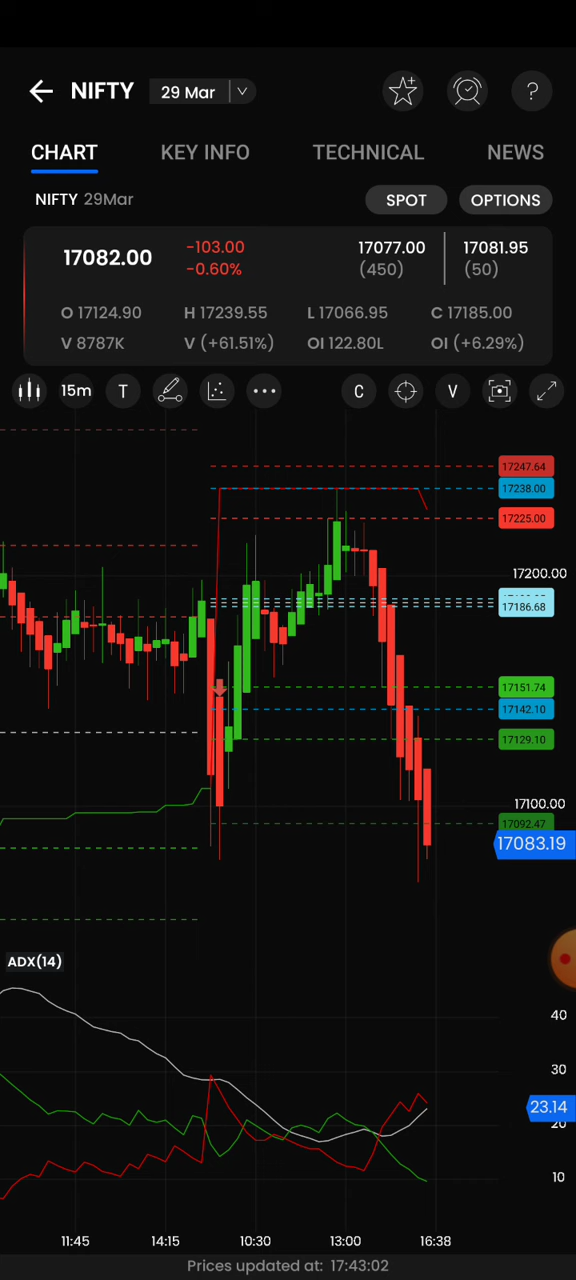 NIFTY 29 Mar ?
CHART KEY INFO TECHNICAL NEWS
NIFTY 29Mar SPOT OPTIONS
17082.00 -103.00 -0.60% 17077.00 (450) 17081.95 (50)
O 17124.90 H 17239.55 L 17066.95 C 17185.00
V 8787K V (+61.51%) OI 122.80L OI (+6.29%)
15m T C V
17247.64
17238.00
17225.00
17200.00
17186.68
17151.74
17142.10
17129.10
17100.00
17092.47
17083.19
ADX(14)
40
30
23.14
20
10
11:45 14:15 10:30 13:00 16:38
Prices updated at: 17:43:02